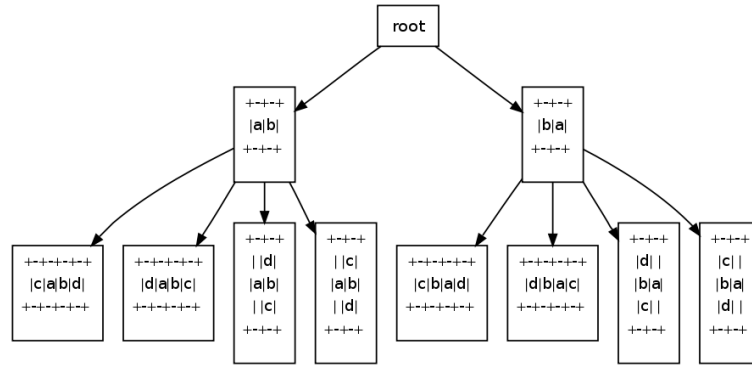 root
+-+-+
|a|b|
+-+-+
+-+-+
|b|a|
+-+-+
+-+-+-+-+
|c|a|b|d|
+-+-+-+-+
+-+-+-+-+
|d|a|b|c|
+-+-+-+-+
+-+-+
| |d|
|a|b|
| |c|
+-+-+
+-+-+
| |c|
|a|b|
| |d|
+-+-+
+-+-+-+-+
|c|b|a|d|
+-+-+-+-+
+-+-+-+-+
|d|b|a|c|
+-+-+-+-+
+-+-+
|d| |
|b|a|
|c| |
+-+-+
+-+-+
|c| |
|b|a|
|d| |
+-+-+